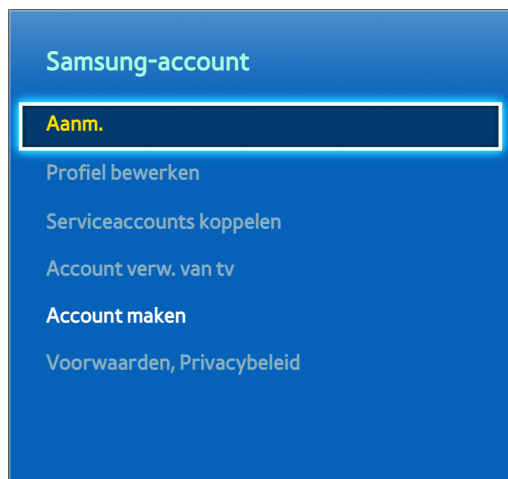 Samsung-account
Aanm.
Profiel bewerken
Serviceaccounts koppelen
Account verw. van tv
Account maken
Voorwaarden, Privacybeleid